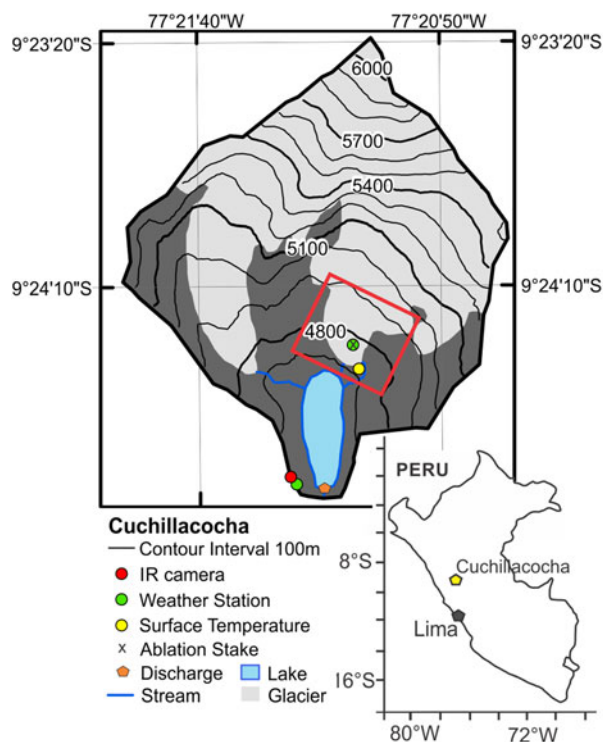 77°21'40"W 77°20'50"W
9°23'20"S 9°23'20"S
6000
5700
5400
5100
9°24'10"S 9°24'10"S
4800
Cuchillacocha
Contour Interval 100m
IR camera
Weather Station
Surface Temperature
Ablation Stake
Discharge Lake
Stream Glacier
PERU
8°S
Cuchillacocha
Lima
16°S
80°W 72°W